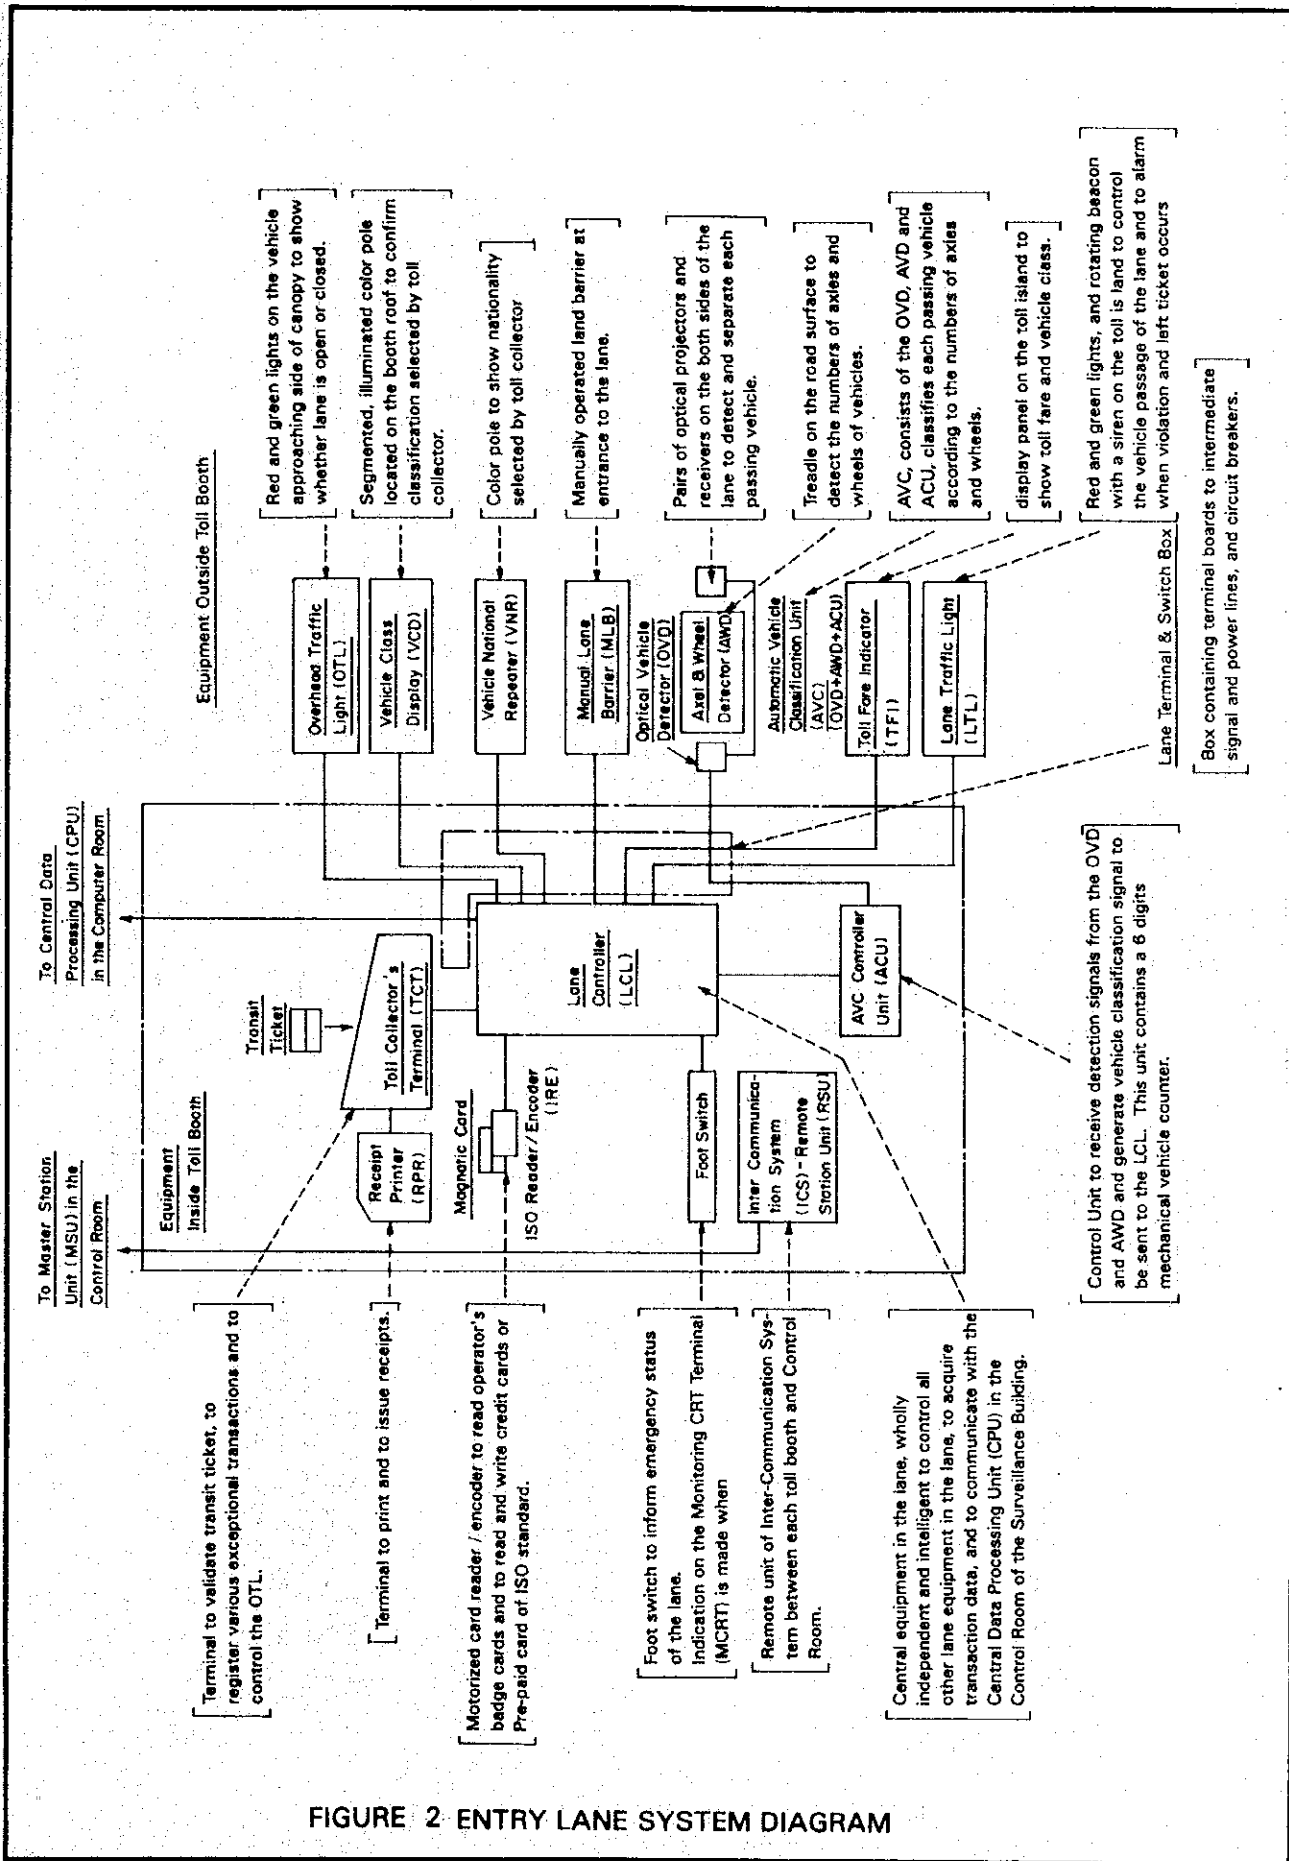 To Master Station
Unit (MSU) in the
Control Room
To Central Data
Processing Unit (CPU)
in the Computer Room
Equipment
Inside Toll Booth
Equipment Outside Toll Booth
Terminal to validate transit ticket, to
register various exceptional transactions and to
control the OTL.
Terminal to print and to issue receipts.
Motorized card reader / encoder to read operator's
badge cards and to read and write credit cards or
Pre-paid card of ISO standard.
Foot switch to inform emergency status
of the lane.
Indication on the Monitoring CRT Terminal
(MCRT) is made when
Remote unit of Inter-Communication Sys-
tem between each toll booth and Control
Room.
Central equipment in the lane, wholly
independent and intelligent to control all
other lane equipment in the lane, to acquire
transaction data, and to communicate with the
Central Data Processing Unit (CPU) in the
Control Room of the Surveillance Building.
Transit
Ticket
Toll Collector's
Terminal (TCT)
Receipt
Printer
(RPR)
Magnatic Card
ISO Reader/Encoder
(IRE)
Foot Switch
Inter Communica-
tion System
(ICS)-Remote
Station Unit (RSU)
Lane
Controller
(LCL)
AVC Controller
Unit (ACU)
Control Unit to receive detection signals from the OVD
and AWD and generate vehicle classification signal to
be sent to the LCL. This unit contains a 6 digits
mechanical vehicle counter.
Overhead Traffic
Light (OTL)
Vehicle Class
Display (VCD)
Vehicle National
Repeater (VNR)
Manual Lane
Barrier (MLB)
Optical Vehicle
Detector (OVD)
Axel & Wheel
Detector (AWD)
Automatic Vehicle
Classification Unit
(AVC)
(OVD+AWD+ACU)
Toll Fare Indicator
(TFI)
Lane Traffic Light
(LTL)
Red and green lights on the vehicle
approaching side of canopy to show
whether lane is open or closed.
Segmented, illuminated color pole
located on the booth roof to confirm
classification selected by toll
collector.
Color pole to show nationality
selected by toll collector
Manually operated land barrier at
entrance to the lane.
Pairs of optical projectors and
receivers on the both sides of the
lane to detect and separate each
passing vehicle.
Treadle on the road surface to
detect the numbers of axles and
wheels of vehicles.
AVC, consists of the OVD, AVD and
ACU, classifies each passing vehicle
according to the numbers of axies
and wheels.
display panel on the toll island to
show toll fare and vehicle class.
Red and green lights, and rotating beacon
with a siren on the toll is land to control
the vehicle passage of the lane and to alarm
when violation and left ticket occurs
Lane Terminal & Switch Box
Box containing terminal boards to intermediate
signal and power lines, and circuit breakers.
FIGURE 2 ENTRY LANE SYSTEM DIAGRAM